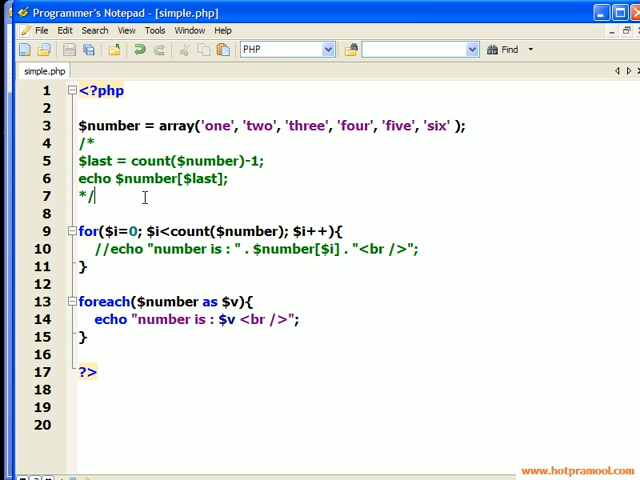 Programmer's Notepad - [simple.php]
File Edit Search View Tools Window Help
PHP Find
simple.php
1 <?php
2
3 $number = array('one', 'two', 'three', 'four', 'five', 'six' );
4 /*
5 $last = count($number)-1;
6 echo $number[$last];
7 */
8
9 for($i=0; $i<count($number); $i++){
10 //echo "number is : " . $number[$i] . "<br />";
11 }
12
13 foreach($number as $v){
14 echo "number is : $v <br />";
15 }
16
17 ?>
18
19
20
www.hotpramool.com